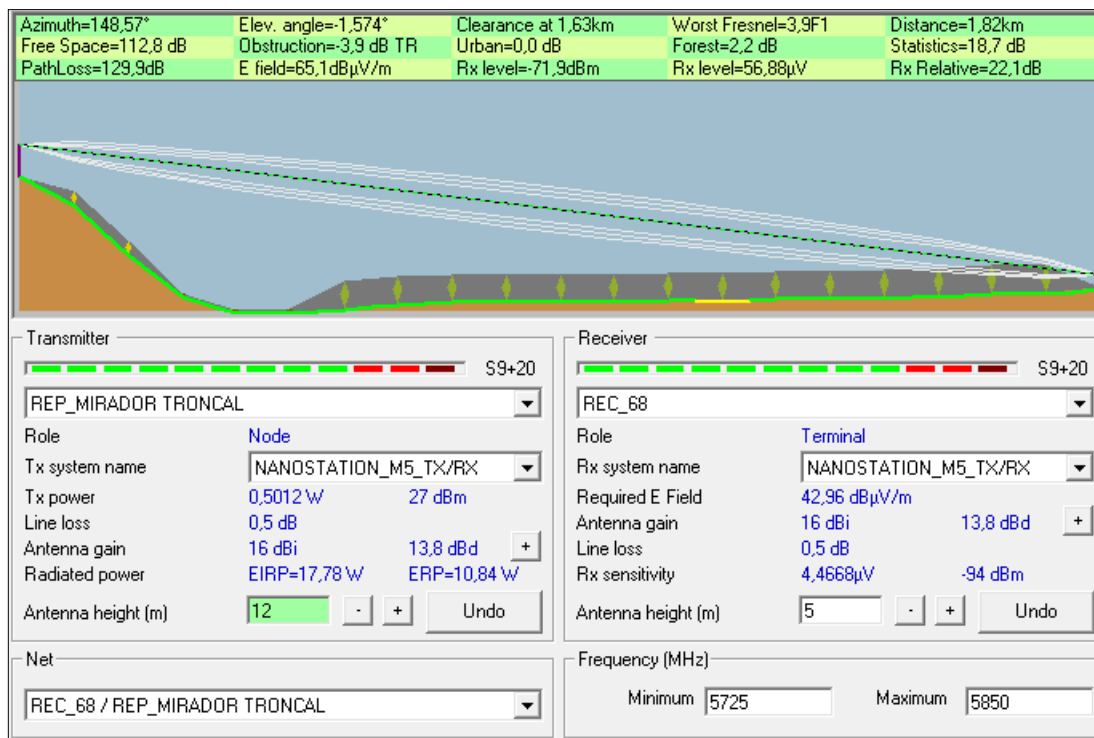 Azimuth=148,57° Elev. angle=-1,574° Clearance at 1,63km Worst Fresnel=3,9F1 Distance=1,82km
Free Space=112,8 dB Obstruction=-3,9 dB TR Urban=0,0 dB Forest=2,2 dB Statistics=18,7 dB
PathLoss=129,9dB E field=65,1dBµV/m Rx level=-71,9dBm Rx level=56,88µV Rx Relative=22,1dB
Transmitter
S9+20
REP_MIRADOR TRONCAL
Role Node
Tx system name NANOSTATION_M5_TX/RX
Tx power 0,5012 W 27 dBm
Line loss 0,5 dB
Antenna gain 16 dBi 13,8 dBd +
Radiated power EIRP=17,78 W ERP=10,84 W
Antenna height (m) 12 - + Undo
Receiver
S9+20
REC_68
Role Terminal
Rx system name NANOSTATION_M5_TX/RX
Required E Field 42,96 dBµV/m
Antenna gain 16 dBi 13,8 dBd +
Line loss 0,5 dB
Rx sensitivity 4,4668µV -94 dBm
Antenna height (m) 5 - + Undo
Net
REC_68 / REP_MIRADOR TRONCAL
Frequency (MHz)
Minimum 5725 Maximum 5850